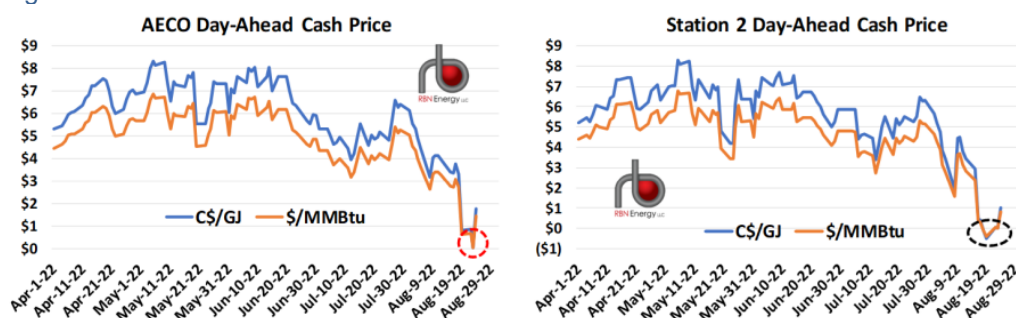 AECO Day-Ahead Cash Price
$9
$8
$7
$6
$5
$4
$3
$2
$1
$0
RBN Energy LLC
C$/GJ
$/MMBtu
Apr-1-22
Apr-11-22
Apr-21-22
May-1-22
May-11-22
May-21-22
May-31-22
Jun-10-22
Jun-20-22
Jun-30-22
Jul-10-22
Jul-20-22
Jul-30-22
Aug-9-22
Aug-19-22
Aug-29-22
Station 2 Day-Ahead Cash Price
$9
$8
$7
$6
$5
$4
$3
$2
$1
$0
($1)
RBN Energy LLC
C$/GJ
$/MMBtu
Apr-1-22
Apr-11-22
Apr-21-22
May-1-22
May-11-22
May-21-22
May-31-22
Jun-10-22
Jun-20-22
Jun-30-22
Jul-10-22
Jul-20-22
Jul-30-22
Aug-9-22
Aug-19-22
Aug-29-22